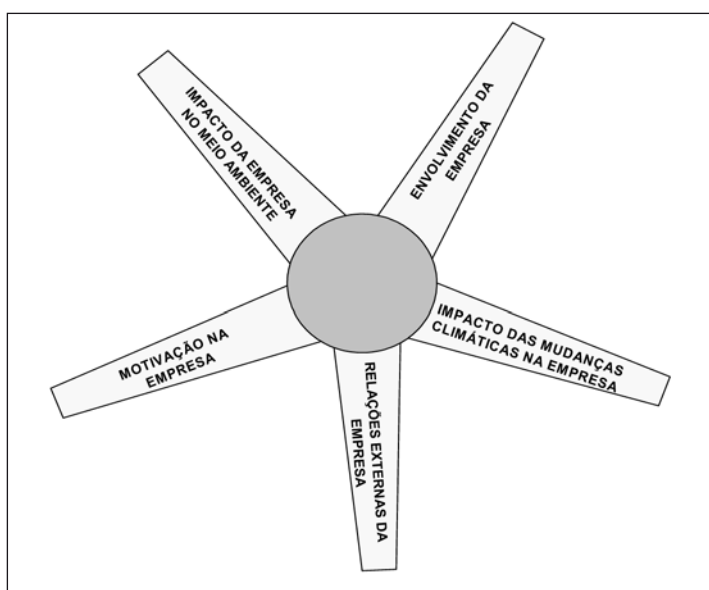 IMPACTO DA EMPRESA
NO MEIO AMBIENTE
ENVOLVIMENTO DA
EMPRESA
MOTIVAÇÃO NA
EMPRESA
RELAÇÕES EXTERNAS DA
EMPRESA
IMPACTO DAS MUDANÇAS
CLIMÁTICAS NA EMPRESA